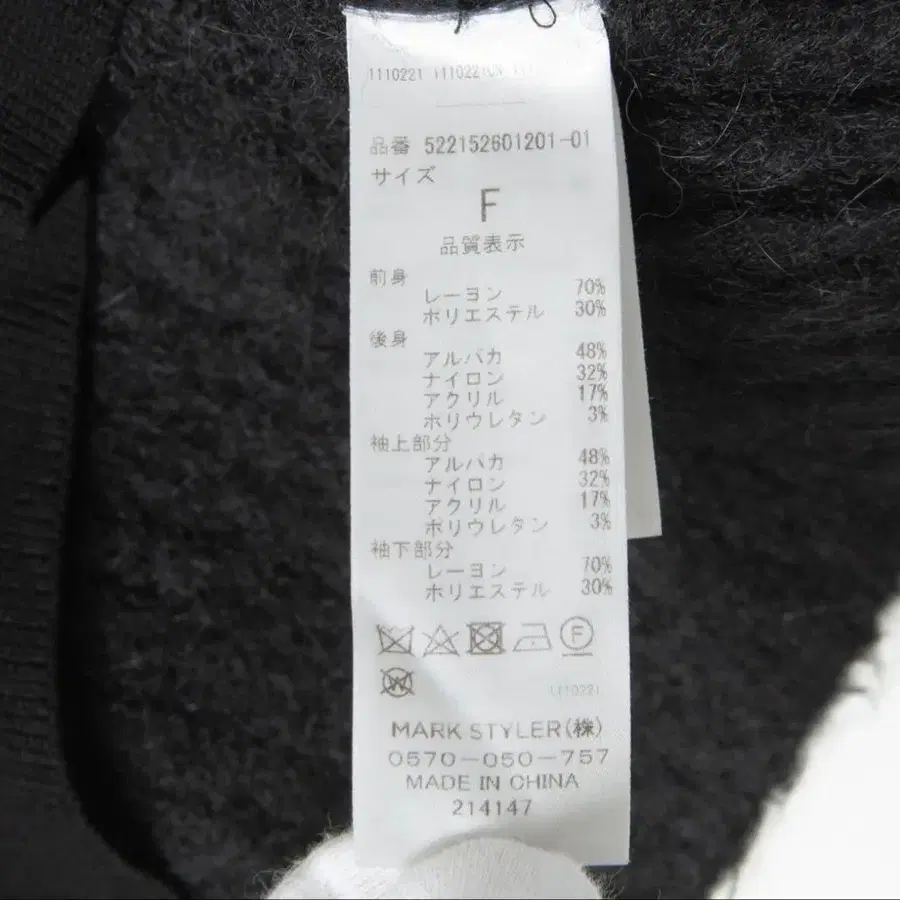 1110221 1110221CN
品番 522152601201-01
サイズ
F
品質表示
前身
レーヨン 70%
ポリエステル 30%
後身
アルパカ 48%
ナイロン 32%
アクリル 17%
ポリウレタン 3%
袖上部分
アルパカ 48%
ナイロン 32%
アクリル 17%
ポリウレタン 3%
袖下部分
レーヨン 70%
ポリエステル 30%
F
W
1110221
MARK STYLER(株)
0570-050-757
MADE IN CHINA
214147